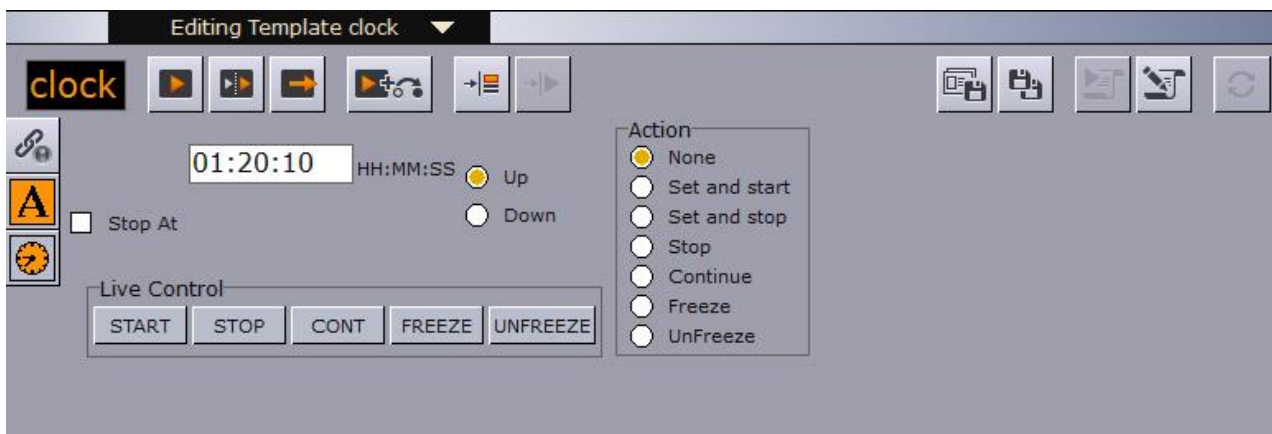 Editing Template clock
clock
Action
01:20:10 HH:MM:SS
Up
None
Set and start
Stop At
Down
Set and stop
Stop
Continue
Live Control
START STOP CONT FREEZE UNFREEZE
Freeze
UnFreeze
A